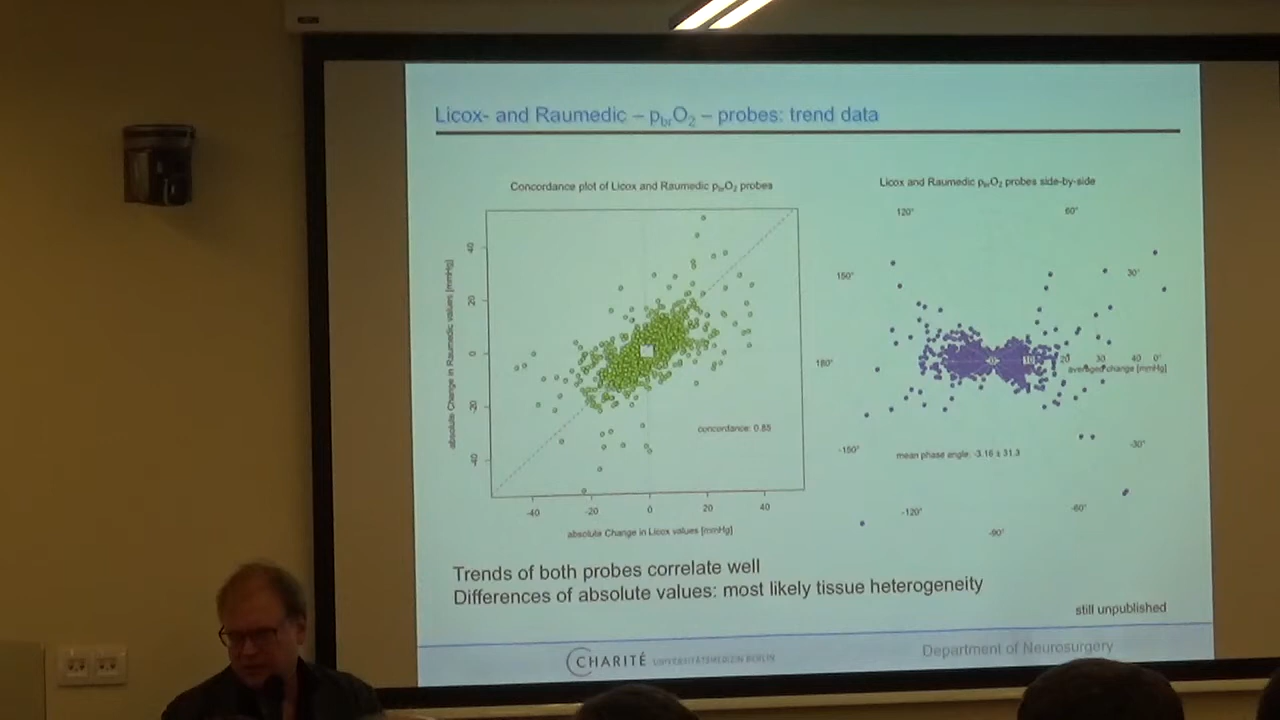 Licox- and Raumedic – pbrO2 – probes: trend data
Concordance plot of Licox and Raumedic pbrO2 probes
absolute Change in Raumedic values [mmHg]
40
20
0
-20
-40
concordance: 0.85
-40 -20 0 20 40
absolute Change in Licox values [mmHg]
Licox and Raumedic pbrO2 probes side-by-side
120° 60°
150° 30°
180° 0 10 20 30 40 0°
averaged change [mmHg]
-150° -30°
mean phase angle: -3.16 ± 31.3
-120° -60°
-90°
Trends of both probes correlate well
Differences of absolute values: most likely tissue heterogeneity
still unpublished
CHARITÉ UNIVERSITÄTSMEDIZIN BERLIN
Department of Neurosurgery